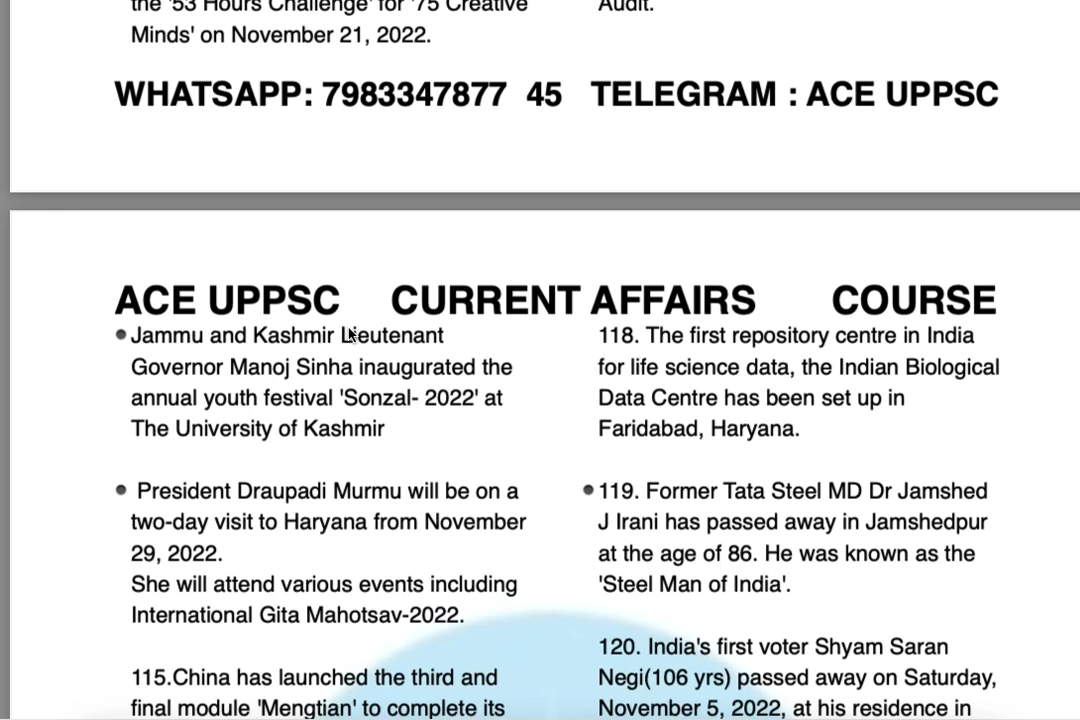 the '53 Hours Challenge' for '75 Creative
Minds' on November 21, 2022.
Audit.
WHATSAPP: 7983347877 45 TELEGRAM : ACE UPPSC
ACE UPPSC CURRENT AFFAIRS COURSE
● Jammu and Kashmir Lieutenant
Governor Manoj Sinha inaugurated the
annual youth festival 'Sonzal- 2022' at
The University of Kashmir
● President Draupadi Murmu will be on a
two-day visit to Haryana from November
29, 2022.
She will attend various events including
International Gita Mahotsav-2022.
115.China has launched the third and
final module 'Mengtian' to complete its
118. The first repository centre in India
for life science data, the Indian Biological
Data Centre has been set up in
Faridabad, Haryana.
● 119. Former Tata Steel MD Dr Jamshed
J Irani has passed away in Jamshedpur
at the age of 86. He was known as the
'Steel Man of India'.
120. India's first voter Shyam Saran
Negi(106 yrs) passed away on Saturday,
November 5, 2022, at his residence in